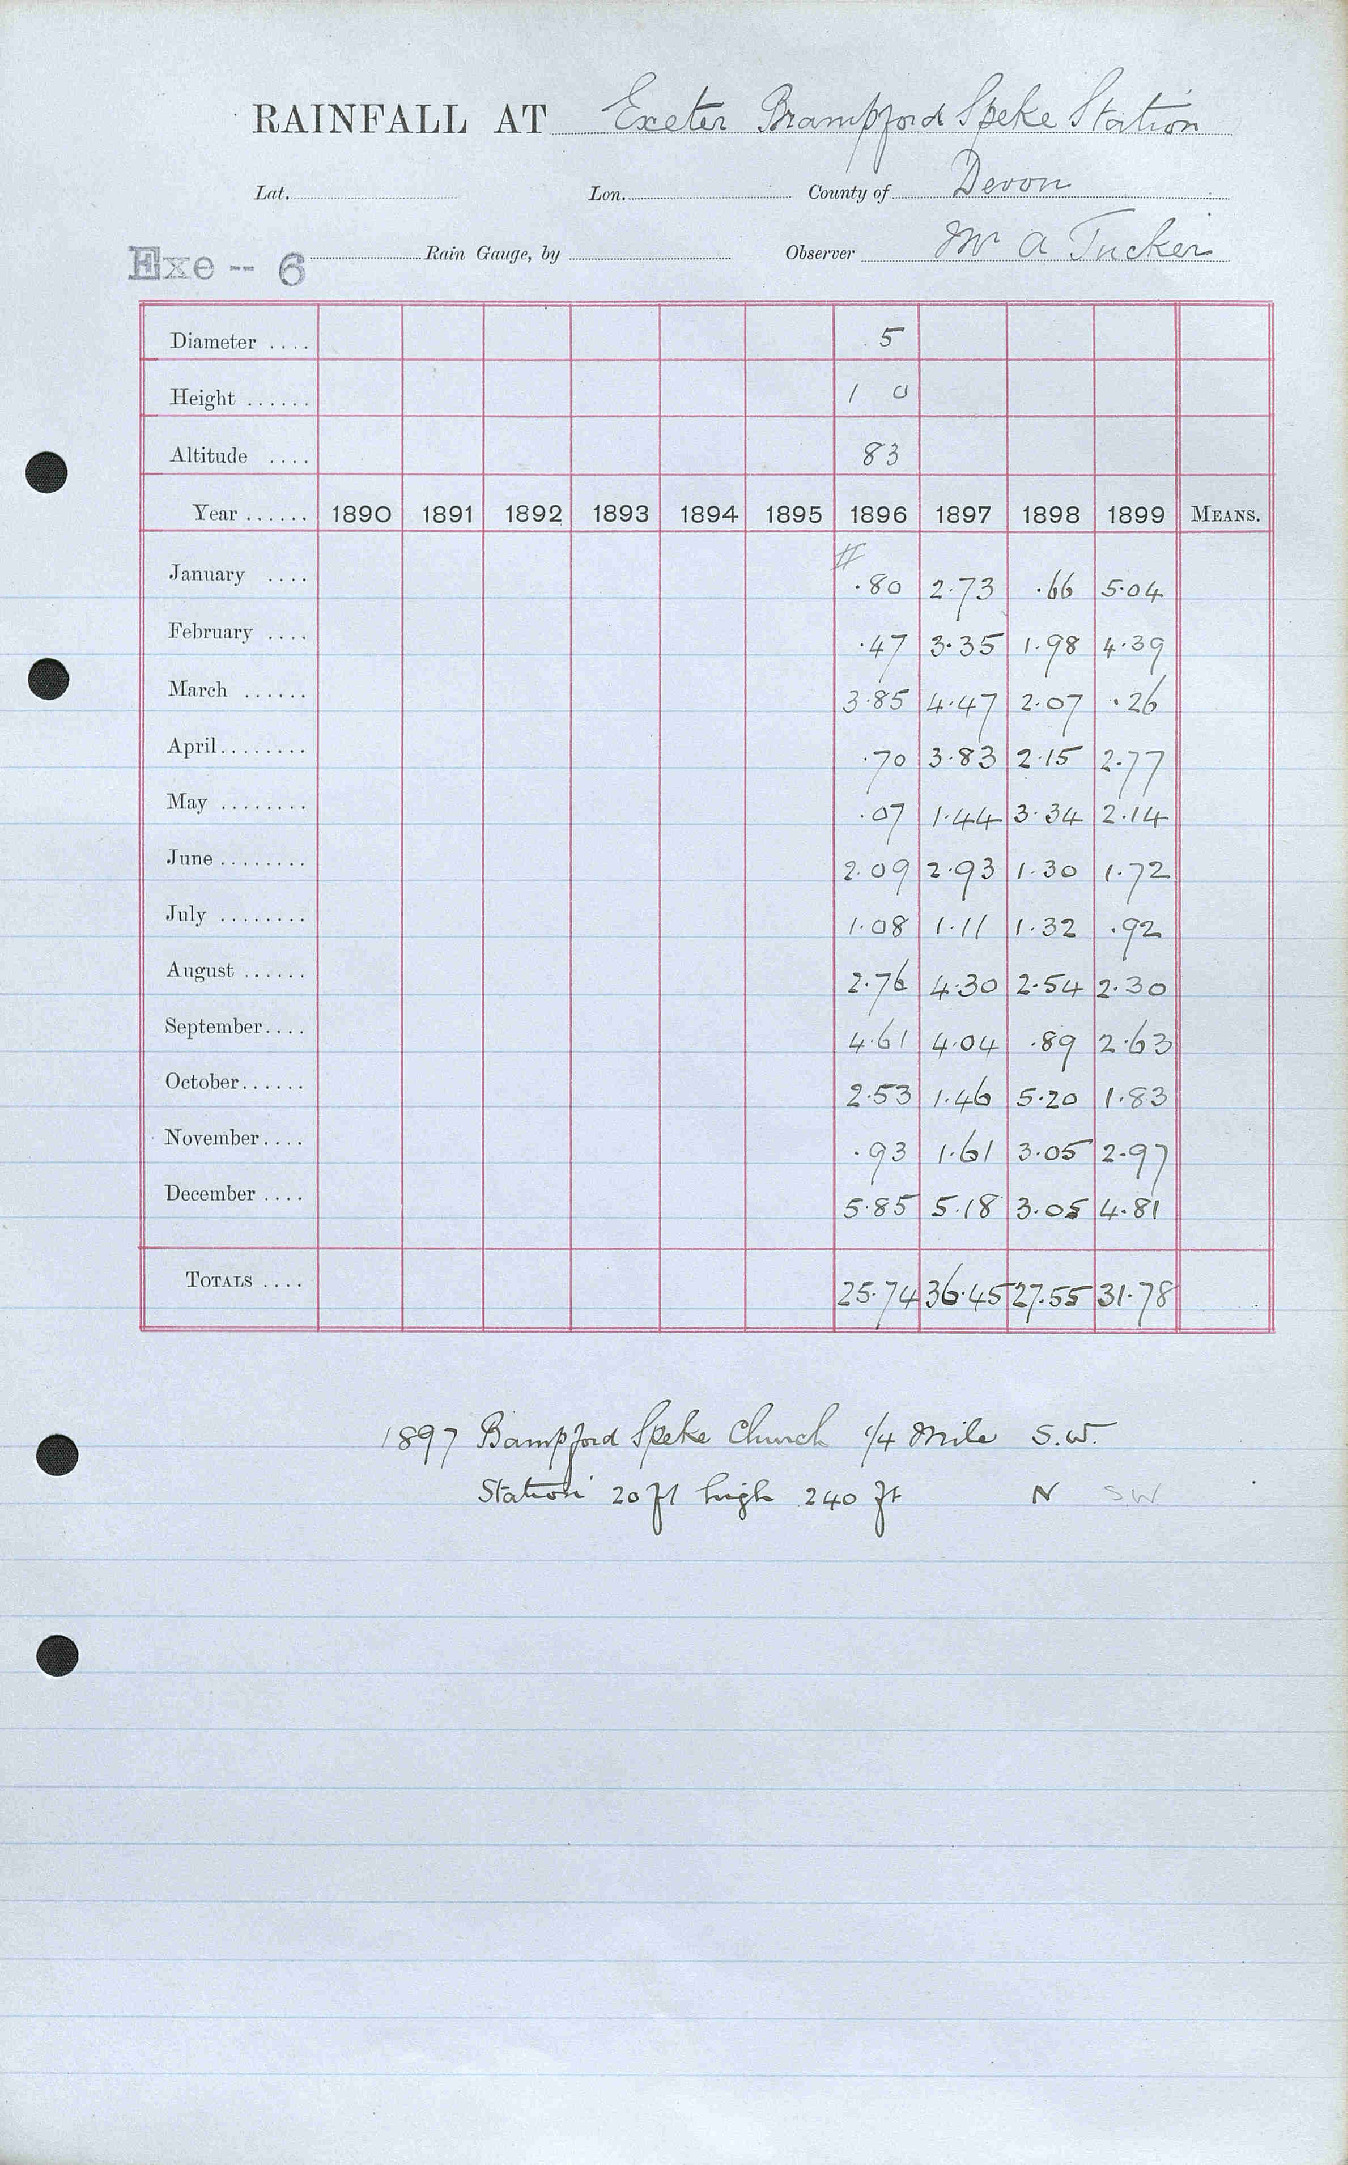 RAINFALL AT Exeter Brampford Speke Station
Lat. Lon. County of Devon
Exe -- 6 Rain Gauge, by Observer Mr A Tucker
Diameter .... 5
Height ...... 1 0
Altitude .... 83
Year ...... 1890 1891 1892 1893 1894 1895 1896 1897 1898 1899 MEANS.
#
January .... .80 2.73 .66 5.04
February .... .47 3.35 1.98 4.39
March ...... 3.85 4.47 2.07 .26
April........ .70 3.83 2.15 2.77
May ........ .07 1.44 3.34 2.14
June ........ 2.09 2.93 1.30 1.72
July ........ 1.08 1.11 1.32 .92
August ...... 2.76 4.30 2.54 2.30
September.... 4.61 4.04 .89 2.63
October...... 2.53 1.46 5.20 1.83
November.... .93 1.61 3.05 2.97
December .... 5.85 5.18 3.05 4.81
TOTALS .... 25.74 36.45 27.55 31.78
1897 Bampford Speke Church 1/4 Mile S.W.
Station 20 ft high 240 ft N SW